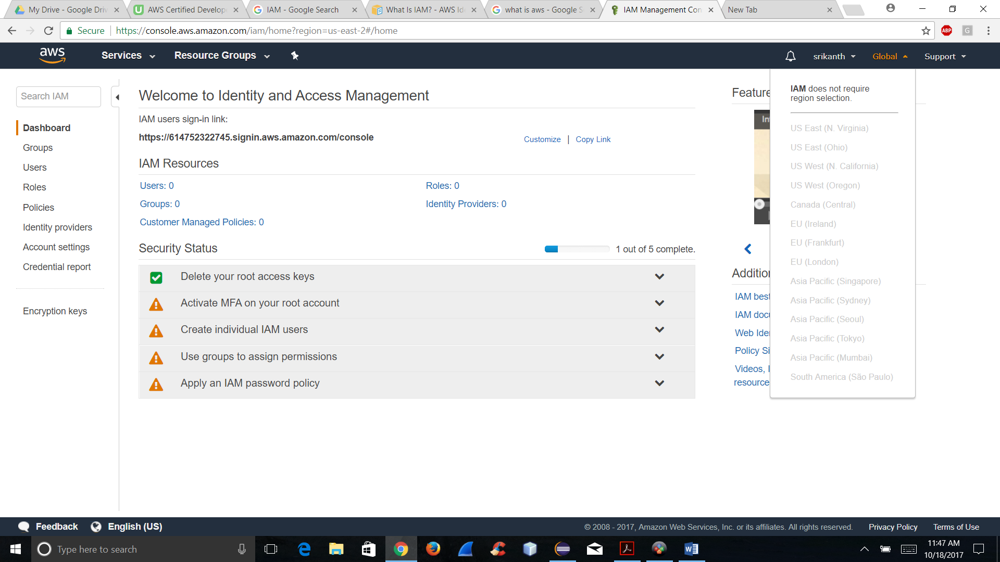 My Drive - Google Driv
AWS Certified Develop
IAM - Google Search
What Is IAM? - AWS Id
what is aws - Google S
IAM Management Con
New Tab
Secure
https://console.aws.amazon.com/iam/home?region=us-east-2#/home
ABP
G
aws
Services
Resource Groups
srikanth
Global
Support
Search IAM
Dashboard
Groups
Users
Roles
Policies
Identity providers
Account settings
Credential report
Encryption keys
Welcome to Identity and Access Management
IAM users sign-in link:
https://614752322745.signin.aws.amazon.com/console
Customize | Copy Link
IAM Resources
Users: 0
Roles: 0
Groups: 0
Identity Providers: 0
Customer Managed Policies: 0
Security Status
1 out of 5 complete.
Delete your root access keys
Activate MFA on your root account
Create individual IAM users
Use groups to assign permissions
Apply an IAM password policy
Feature
In
Additio
IAM best
IAM docu
Web Ide
Policy Si
Videos, I
resource
IAM does not require
region selection.
US East (N. Virginia)
US East (Ohio)
US West (N. California)
US West (Oregon)
Canada (Central)
EU (Ireland)
EU (Frankfurt)
EU (London)
Asia Pacific (Singapore)
Asia Pacific (Sydney)
Asia Pacific (Seoul)
Asia Pacific (Tokyo)
Asia Pacific (Mumbai)
South America (São Paulo)
Feedback
English (US)
© 2008 - 2017, Amazon Web Services, Inc. or its affiliates. All rights reserved.
Privacy Policy
Terms of Use
Type here to search
11:47 AM
10/18/2017